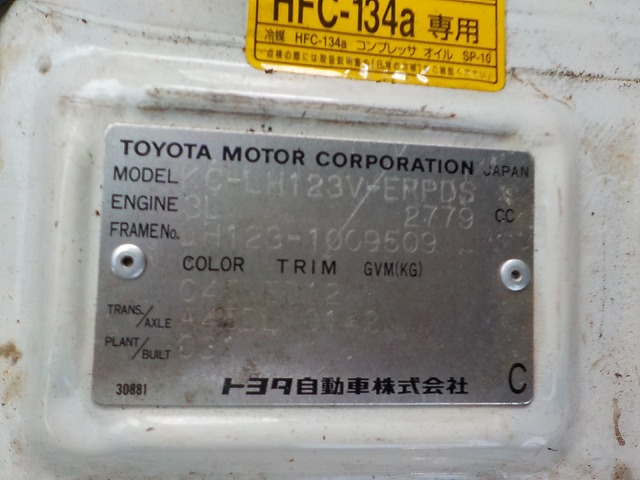 HFC-134a 専用
冷媒 HFC-134a コンプレッサ オイル SP-10
TOYOTA MOTOR CORPORATION JAPAN
MODEL KC-LH123V-ERPDS
ENGINE 3L 2779 CC
FRAME No. LH123-1009509
COLOR TRIM GVM(KG)
TRANS./AXLE
PLANT/BUILT
30881 トヨタ自動車株式会社 C